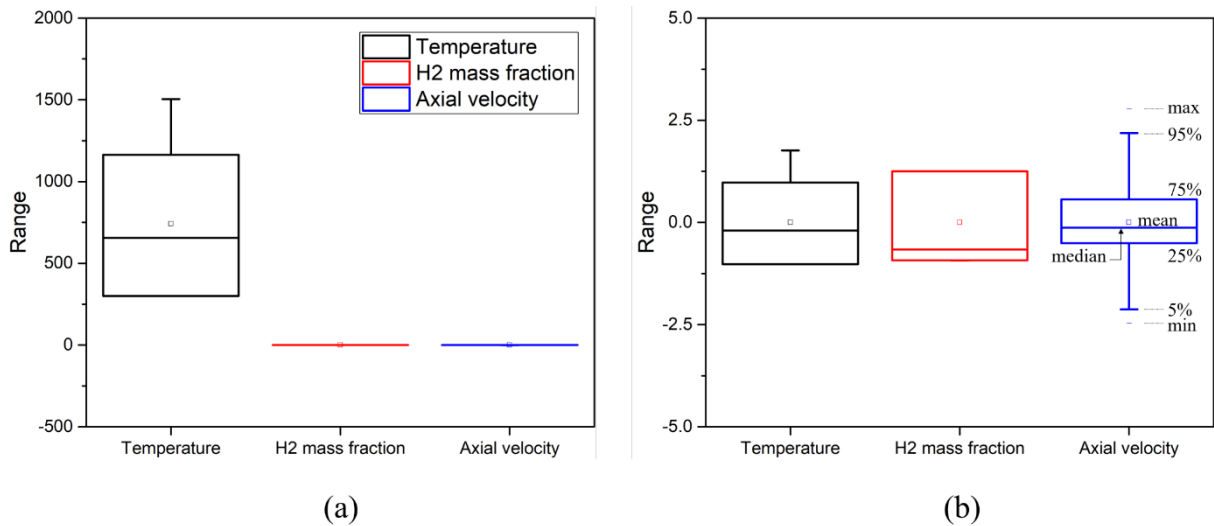 2000
1500
1000
500
0
-500
Range
Temperature
H2 mass fraction
Axial velocity
Temperature
H2 mass fraction
Axial velocity
(a)
5.0
2.5
0.0
-2.5
-5.0
Range
max
95%
75%
mean
median
25%
5%
min
Temperature
H2 mass fraction
Axial velocity
(b)